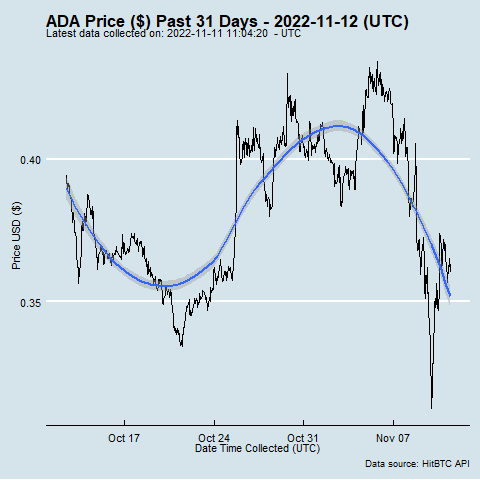 ADA Price ($) Past 31 Days - 2022-11-12 (UTC)
Latest data collected on: 2022-11-11 11:04:20  - UTC
0.40
Price USD ($)
0.35
Oct 17 Oct 24 Oct 31 Nov 07
Date Time Collected (UTC)
Data source: HitBTC API